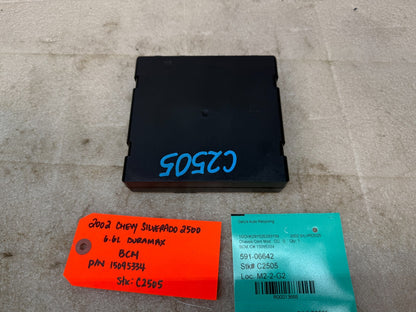 C2505
2002 CHEVY SILVERADO 2500
6.6L DURAMAX
BCM
P/N 15095334
Stk: C2505
591-06642
Stk# C2505
Loc. M2-2-G2